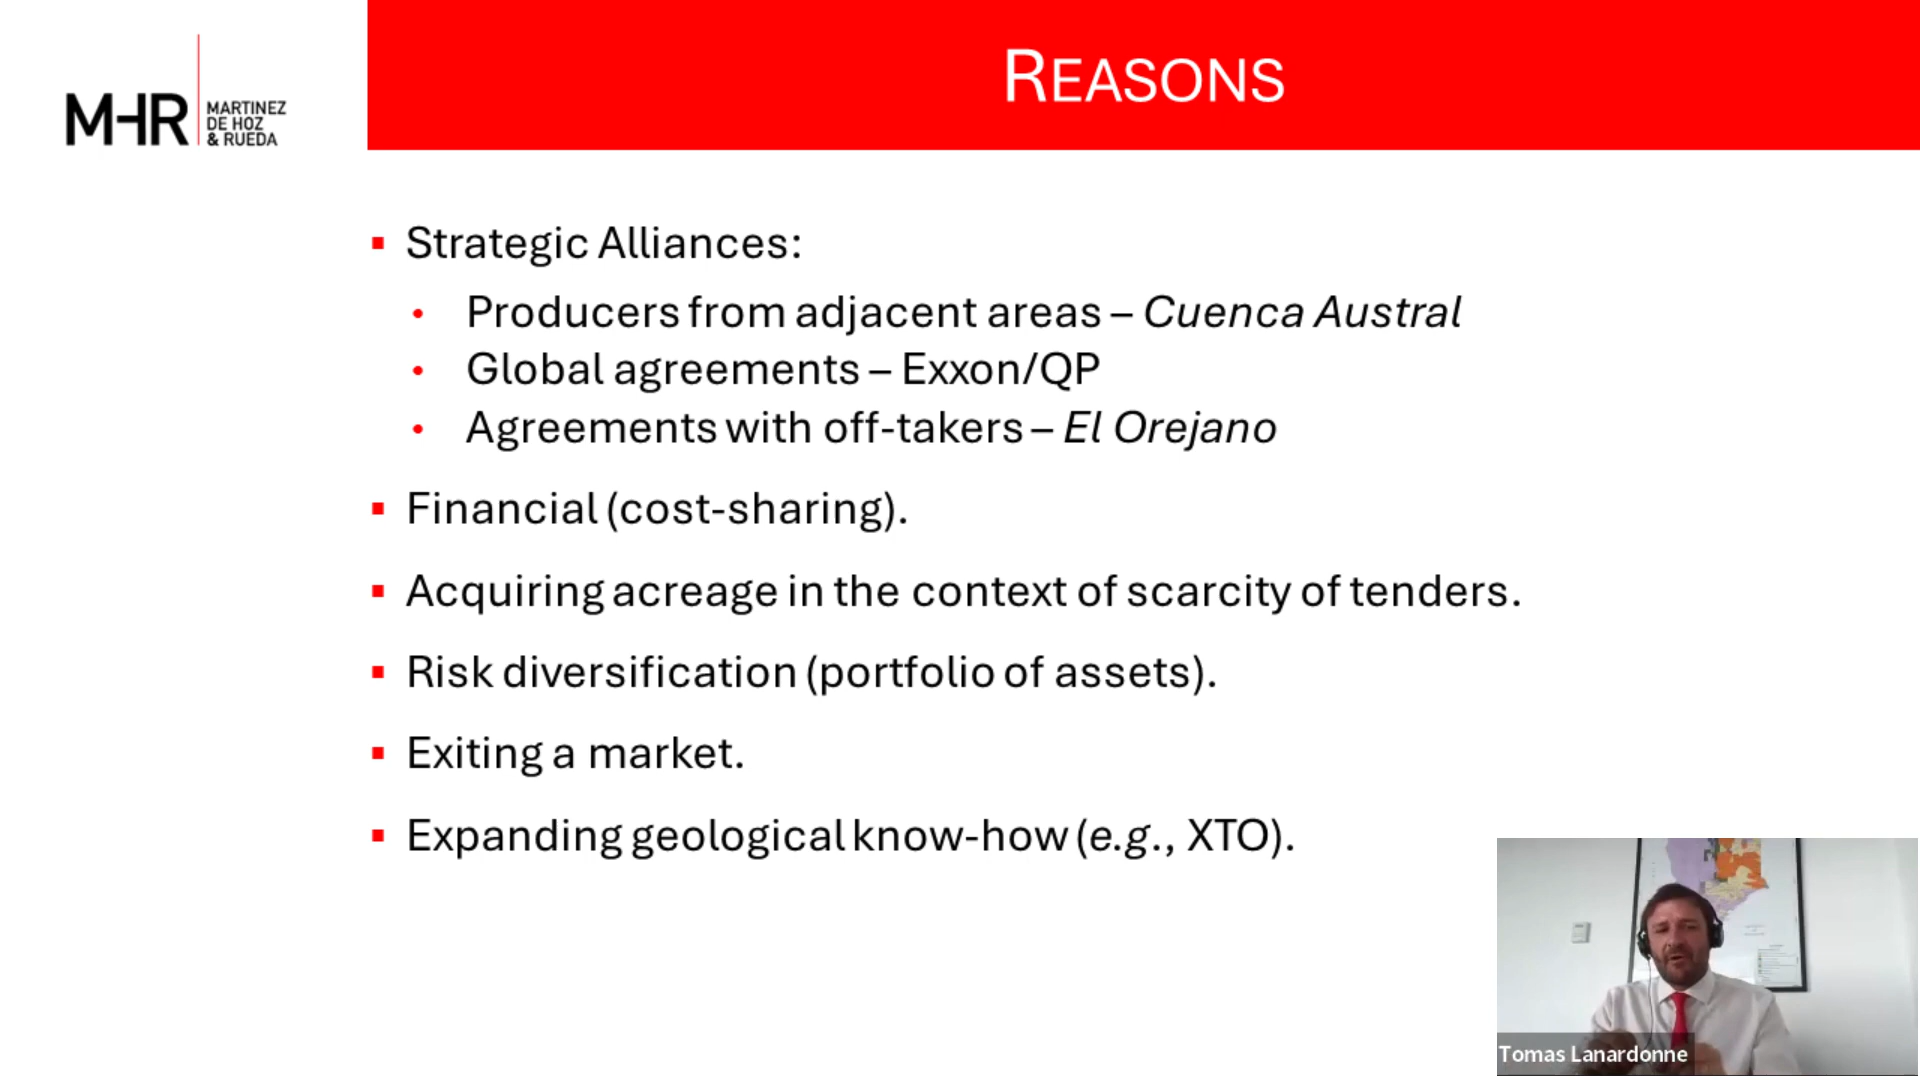 MHR
MARTINEZ
DE HOZ
& RUEDA
REASONS
Strategic Alliances:
Producers from adjacent areas – Cuenca Austral
Global agreements – Exxon/QP
Agreements with off-takers – El Orejano
Financial (cost-sharing).
Acquiring acreage in the context of scarcity of tenders.
Risk diversification (portfolio of assets).
Exiting a market.
Expanding geological know-how (e.g., XTO).
Tomas Lanardonne